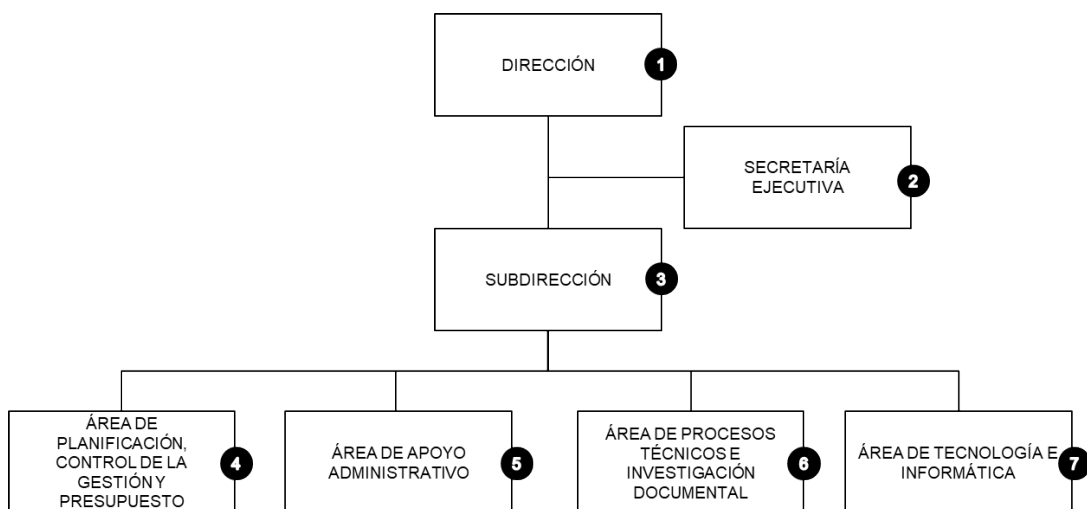 DIRECCIÓN
1
SECRETARÍA
EJECUTIVA
2
SUBDIRECCIÓN
3
ÁREA DE
PLANIFICACIÓN,
CONTROL DE LA
GESTIÓN Y
PRESUPUESTO
4
ÁREA DE APOYO
ADMINISTRATIVO
5
ÁREA DE PROCESOS
TÉCNICOS E
INVESTIGACIÓN
DOCUMENTAL
6
ÁREA DE TECNOLOGÍA E
INFORMÁTICA
7